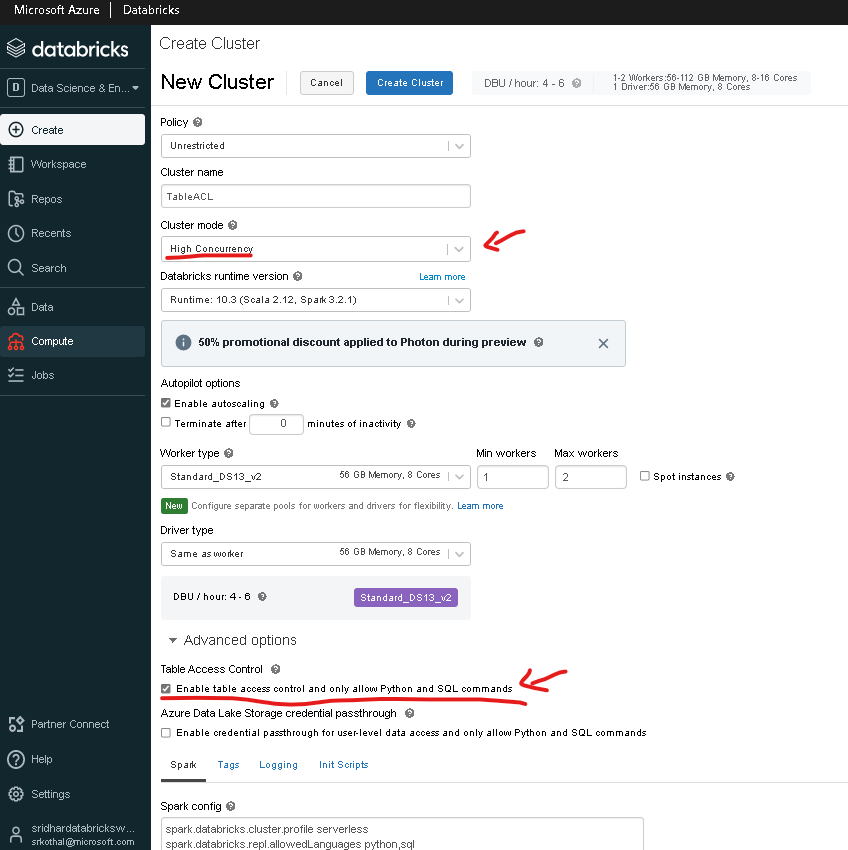 Microsoft Azure | Databricks
databricks
D Data Science & En...
Create
Workspace
Repos
Recents
Search
Data
Compute
Jobs
Partner Connect
Help
Settings
sridhardatabricksw...
srkothal@microsoft.com
Create Cluster
New Cluster Cancel Create Cluster DBU / hour: 4 - 6 1-2 Workers:56-112 GB Memory, 8-16 Cores
1 Driver:56 GB Memory, 8 Cores
Policy
Unrestricted
Cluster name
TableACL
Cluster mode
High Concurrency
Databricks runtime version Learn more
Runtime: 10.3 (Scala 2.12, Spark 3.2.1)
50% promotional discount applied to Photon during preview
Autopilot options
Enable autoscaling
Terminate after 0 minutes of inactivity
Worker type Min workers Max workers
Standard_DS13_v2 56 GB Memory, 8 Cores 1 2 Spot instances
New Configure separate pools for workers and drivers for flexibility. Learn more
Driver type
Same as worker 56 GB Memory, 8 Cores
DBU / hour: 4 - 6 Standard_DS13_v2
Advanced options
Table Access Control
Enable table access control and only allow Python and SQL commands
Azure Data Lake Storage credential passthrough
Enable credential passthrough for user-level data access and only allow Python and SQL commands
Spark Tags Logging Init Scripts
Spark config
spark.databricks.cluster.profile serverless
spark.databricks.repl.allowedLanguages python,sql